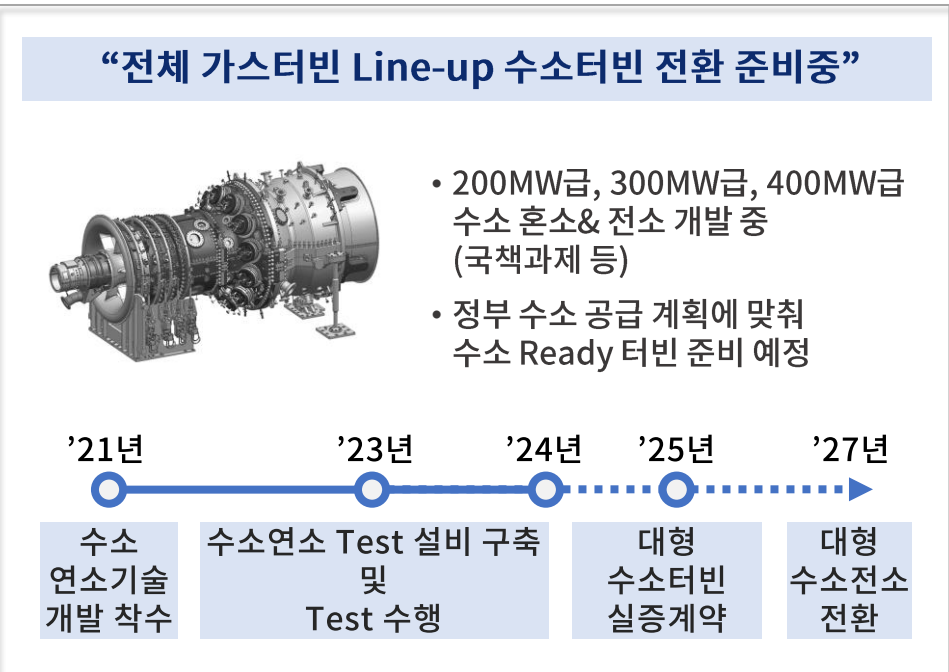 “전체 가스터빈 Line-up 수소터빈 전환 준비중”
• 200MW급, 300MW급, 400MW급
수소 혼소& 전소 개발 중
(국책과제 등)
• 정부 수소 공급 계획에 맞춰
수소 Ready 터빈 준비 예정
’21년
’23년
’24년
’25년
’27년
수소
연소기술
개발 착수
수소연소 Test 설비 구축
및
Test 수행
대형
수소터빈
실증계약
대형
수소전소
전환